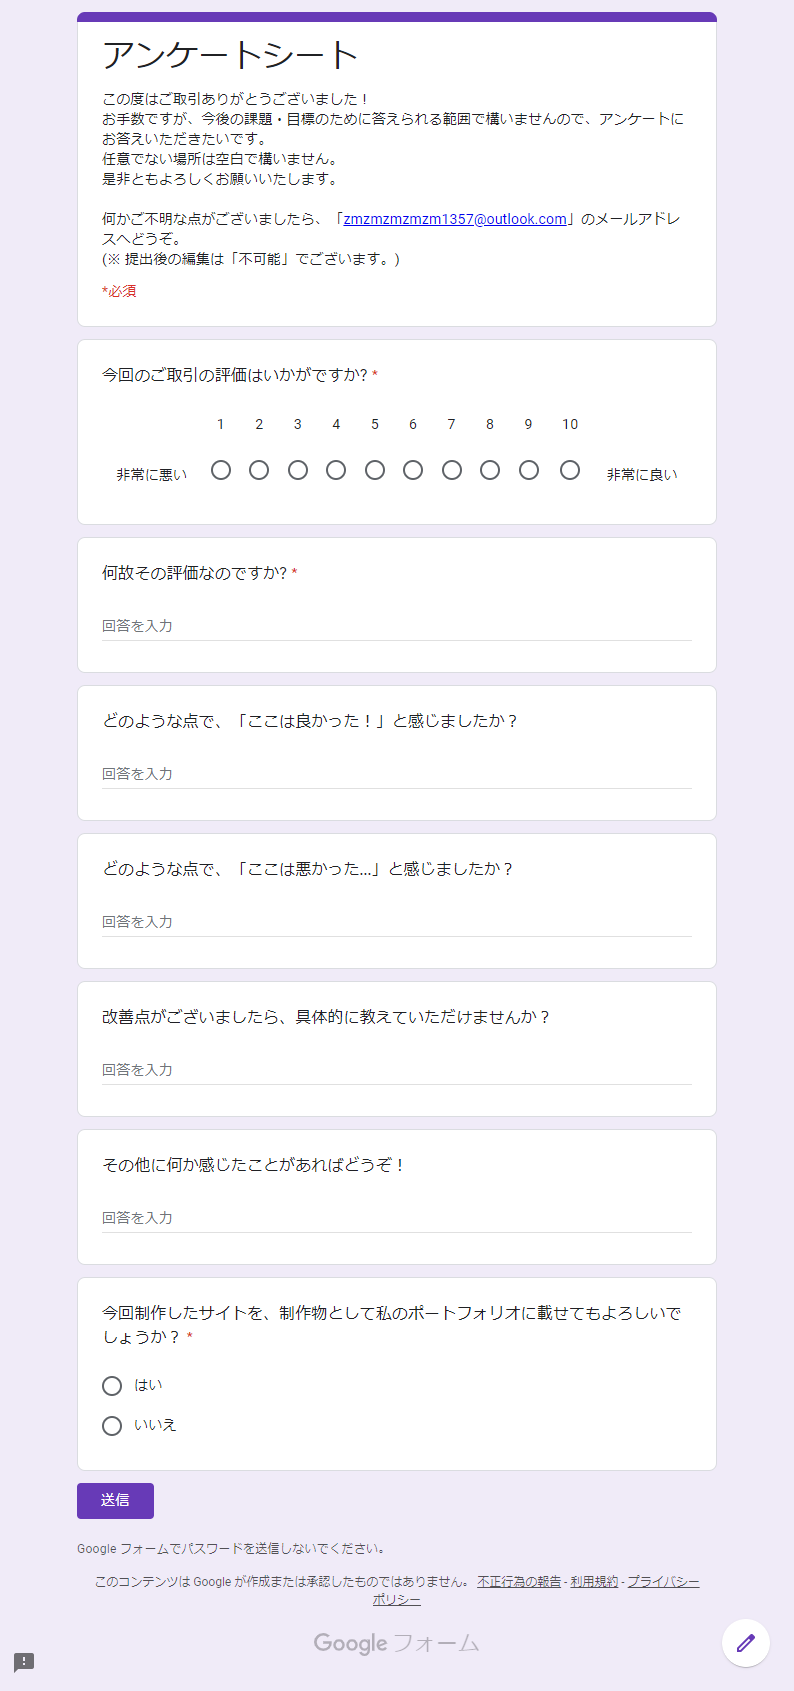 アンケートシート
この度はご取引ありがとうございました！
お手数ですが、今後の課題・目標のために答えられる範囲で構いませんので、アンケートに
お答えいただきたいです。
任意でない場所は空白で構いません。
是非ともよろしくお願いいたします。
何かご不明な点がございましたら、「zmzmzmzmzm1357@outlook.com」のメールアドレ
スへどうぞ。
(※ 提出後の編集は「不可能」でございます。)
*必須
今回のご取引の評価はいかがですか? *
1 2 3 4 5 6 7 8 9 10
非常に悪い 非常に良い
何故その評価なのですか? *
回答を入力
どのような点で、「ここは良かった！」と感じましたか？
回答を入力
どのような点で、「ここは悪かった...」と感じましたか？
回答を入力
改善点がございましたら、具体的に教えていただけませんか？
回答を入力
その他に何か感じたことがあればどうぞ！
回答を入力
今回制作したサイトを、制作物として私のポートフォリオに載せてもよろしいで
しょうか？ *
はい
いいえ
送信
Google フォームでパスワードを送信しないでください。
このコンテンツは Google が作成または承認したものではありません。 不正行為の報告 - 利用規約 - プライバシー
ポリシー
Google フォーム